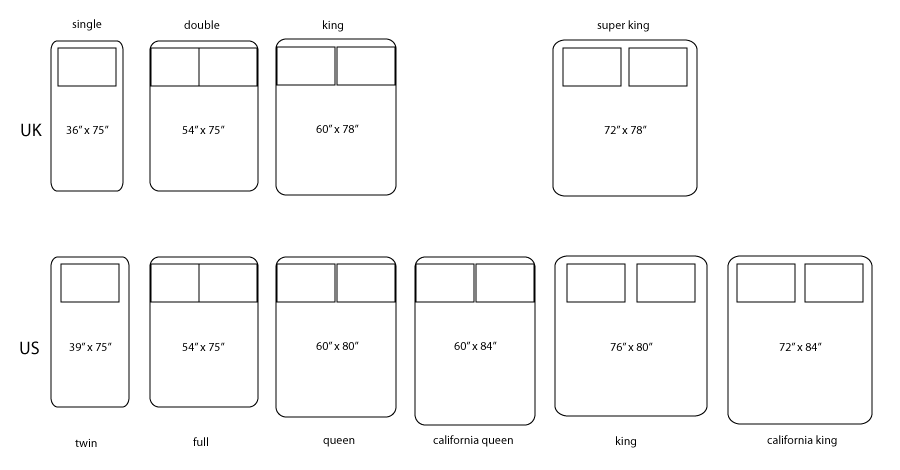 single
double
king
super king
UK
36” x 75”
54” x 75”
60” x 78”
72” x 78”
US
39” x 75”
54” x 75”
60” x 80”
60” x 84”
76” x 80”
72” x 84”
twin
full
queen
california queen
king
california king